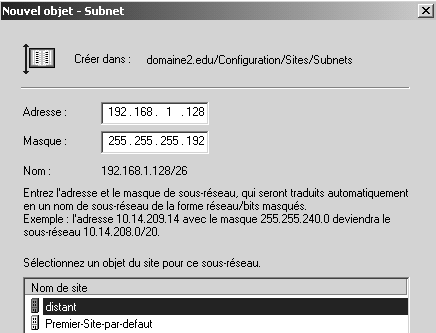 Nouvel objet - Subnet
Créer dans : domaine2.edu/Configuration/Sites/Subnets
Adresse : 192.168. 1 .128
Masque : 255.255.255.192
Nom : 192.168.1.128/26
Entrez l'adresse et le masque de sous-réseau, qui seront traduits automatiquement
en un nom de sous-réseau de la forme réseau/bits masqués.
Exemple : l'adresse 10.14.209.14 avec le masque 255.255.240.0 deviendra le
sous-réseau 10.14.208.0/20.
Sélectionnez un objet du site pour ce sous-réseau.
Nom de site
distant
Premier-Site-par-defaut